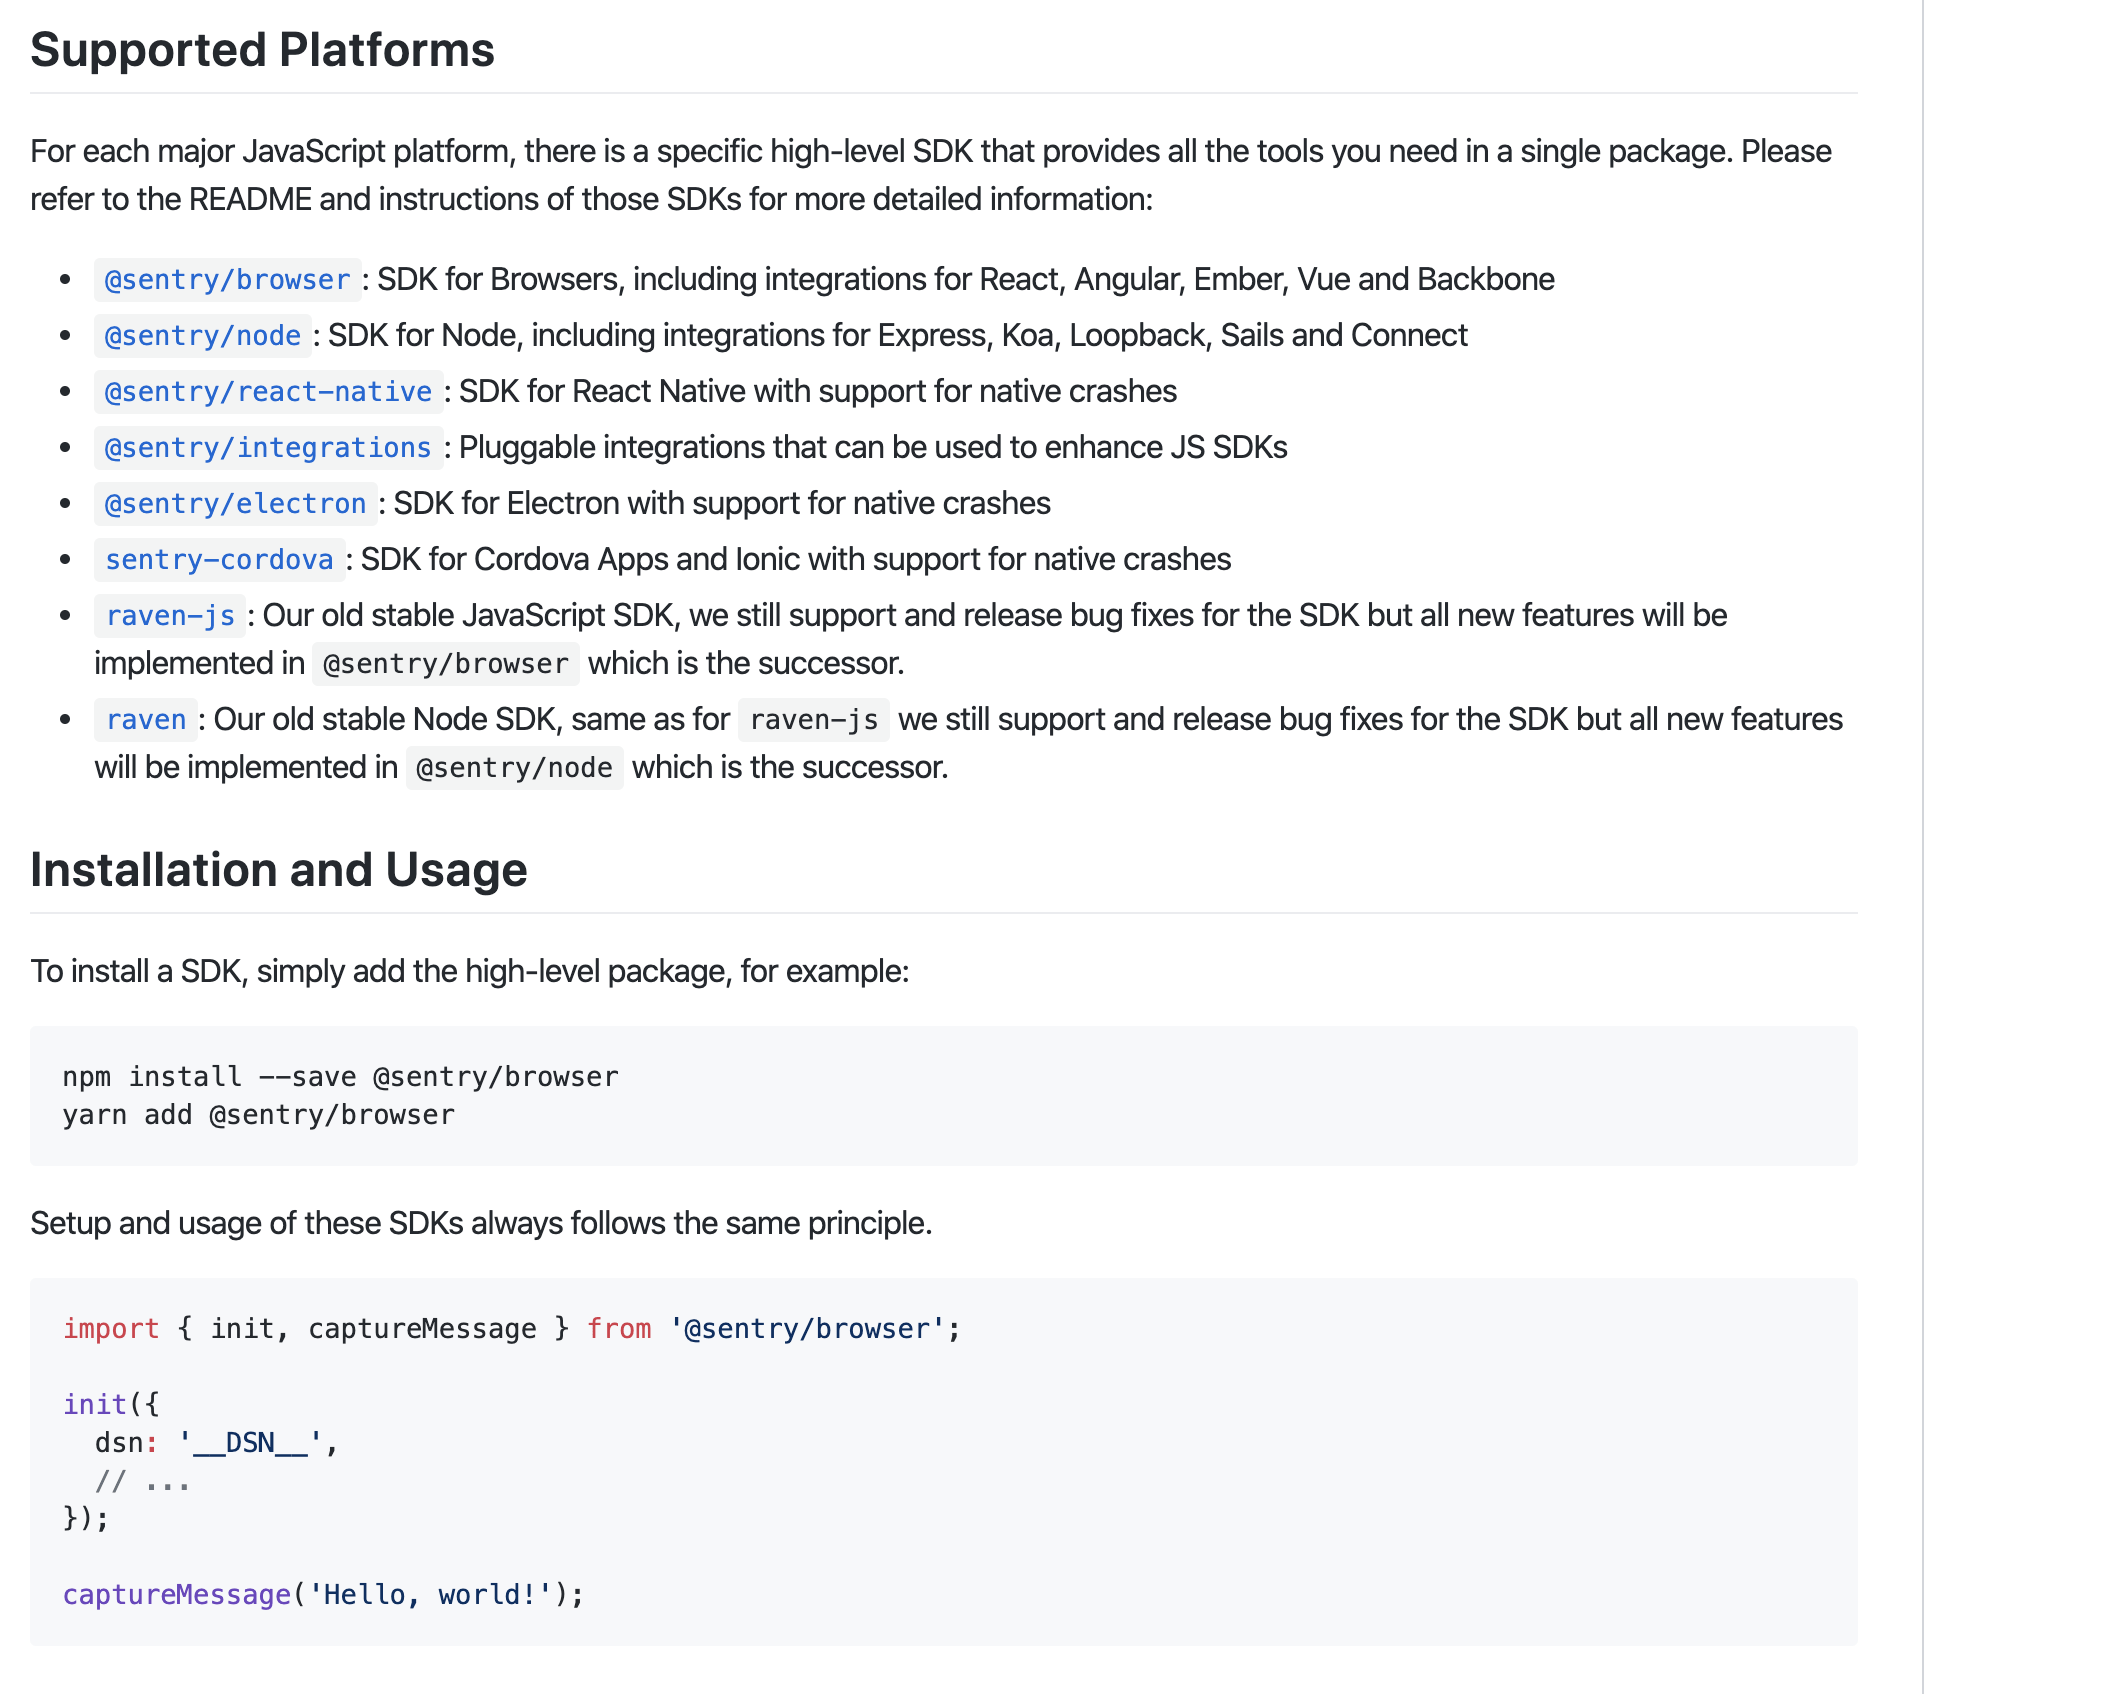 Supported Platforms
For each major JavaScript platform, there is a specific high-level SDK that provides all the tools you need in a single package. Please
refer to the README and instructions of those SDKs for more detailed information:
• @sentry/browser : SDK for Browsers, including integrations for React, Angular, Ember, Vue and Backbone
• @sentry/node : SDK for Node, including integrations for Express, Koa, Loopback, Sails and Connect
• @sentry/react-native : SDK for React Native with support for native crashes
• @sentry/integrations : Pluggable integrations that can be used to enhance JS SDKs
• @sentry/electron : SDK for Electron with support for native crashes
• sentry-cordova : SDK for Cordova Apps and Ionic with support for native crashes
• raven-js : Our old stable JavaScript SDK, we still support and release bug fixes for the SDK but all new features will be
implemented in @sentry/browser which is the successor.
• raven : Our old stable Node SDK, same as for raven-js we still support and release bug fixes for the SDK but all new features
will be implemented in @sentry/node which is the successor.
Installation and Usage
To install a SDK, simply add the high-level package, for example:
npm install --save @sentry/browser
yarn add @sentry/browser
Setup and usage of these SDKs always follows the same principle.
import { init, captureMessage } from '@sentry/browser';
init({
  dsn: '__DSN__',
  // ...
});
captureMessage('Hello, world!');